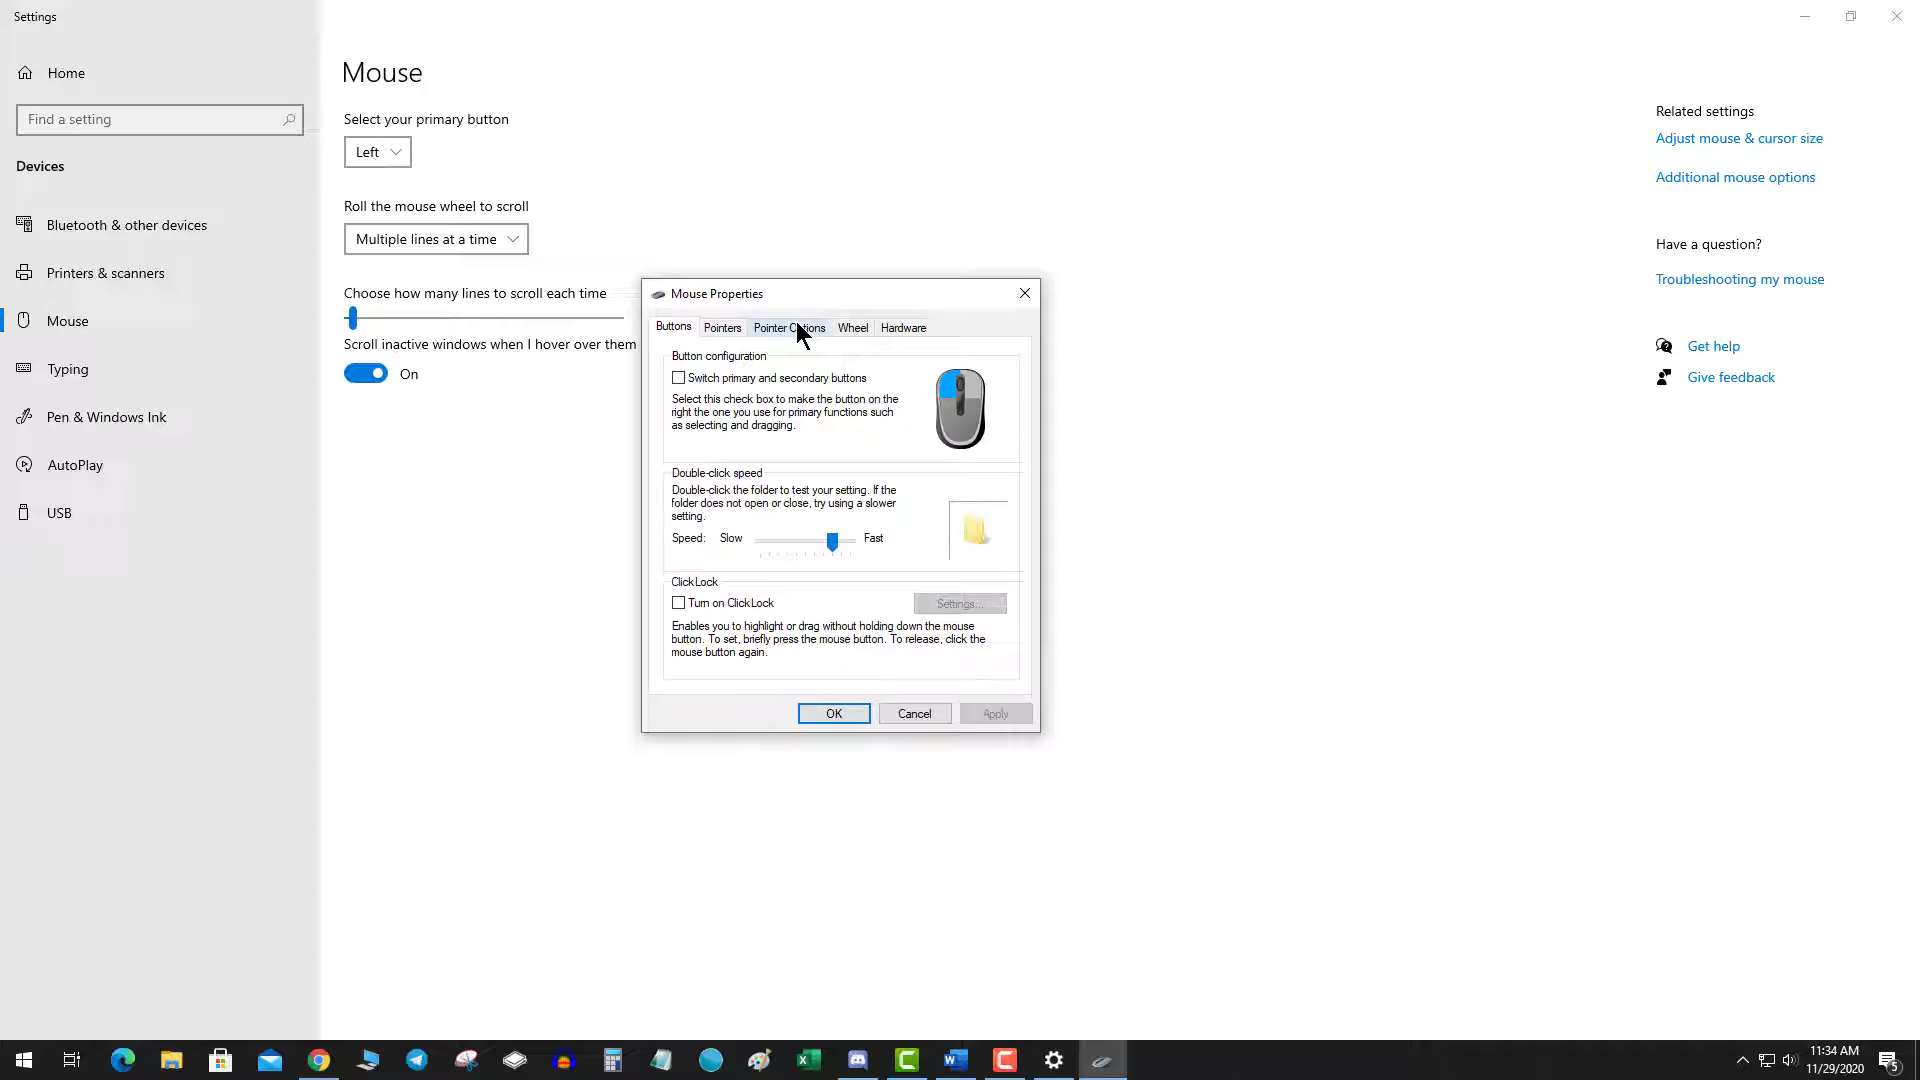 Settings
Home
Find a setting
Devices
Bluetooth & other devices
Printers & scanners
Mouse
Typing
Pen & Windows Ink
AutoPlay
USB
Mouse
Select your primary button
Left
Roll the mouse wheel to scroll
Multiple lines at a time
Choose how many lines to scroll each time
Scroll inactive windows when I hover over them
On
Mouse Properties
Buttons Pointers Pointer Options Wheel Hardware
Button configuration
Switch primary and secondary buttons
Select this check box to make the button on the
right the one you use for primary functions such
as selecting and dragging.
Double-click speed
Double-click the folder to test your setting. If the
folder does not open or close, try using a slower
setting.
Speed: Slow Fast
ClickLock
Turn on ClickLock
Settings...
Enables you to highlight or drag without holding down the mouse
button. To set, briefly press the mouse button. To release, click the
mouse button again.
OK Cancel Apply
Related settings
Adjust mouse & cursor size
Additional mouse options
Have a question?
Troubleshooting my mouse
Get help
Give feedback
11:34 AM
11/29/2020
5